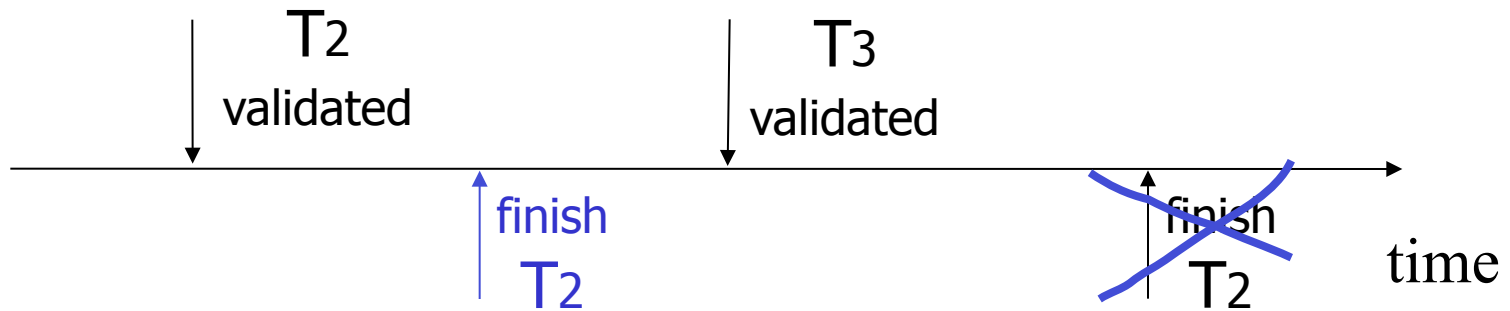 T2
validated
T3
validated
finish
T2
finish
T2
time